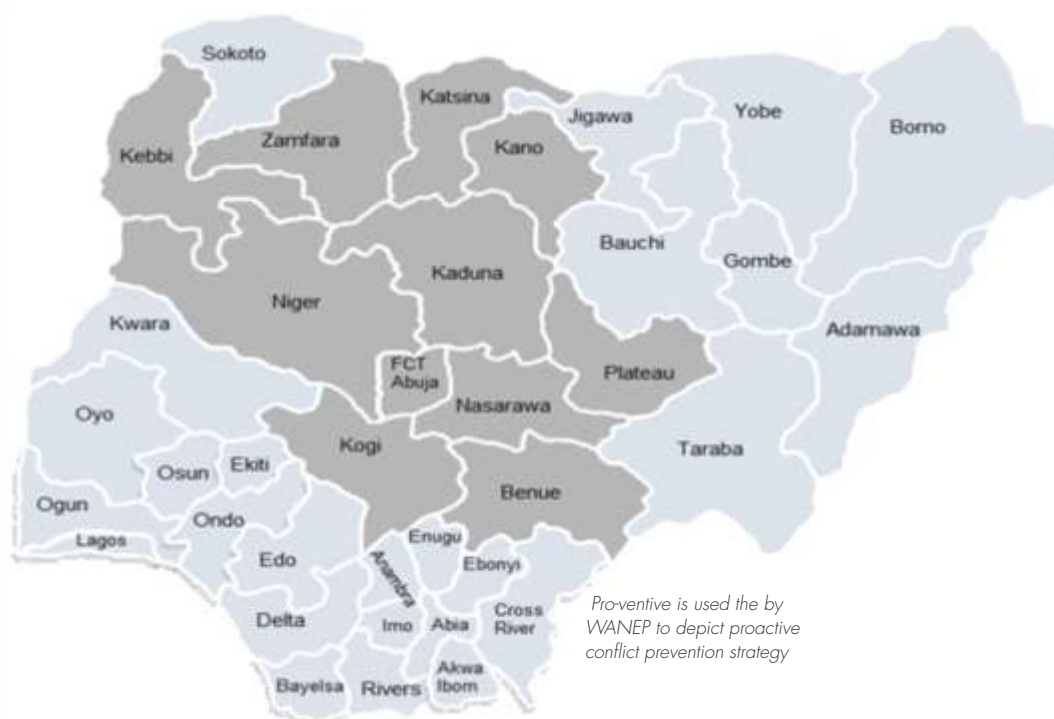 Sokoto
Katsina
Jigawa
Yobe
Borno
Kebbi
Zamfara
Kano
Bauchi
Gombe
Kaduna
Niger
Kwara
Adamawa
FCT
Abuja
Plateau
Nasarawa
Oyo
Kogi
Taraba
Osun
Ekiti
Benue
Ogun
Ondo
Lagos
Enugu
Edo
Ebonyi
Anambra
Delta
Imo
Abia
Cross
River
Pro-ventive is used the by
WANEP to depict proactive
conflict prevention strategy
Bayelsa
Rivers
Akwa
Ibom